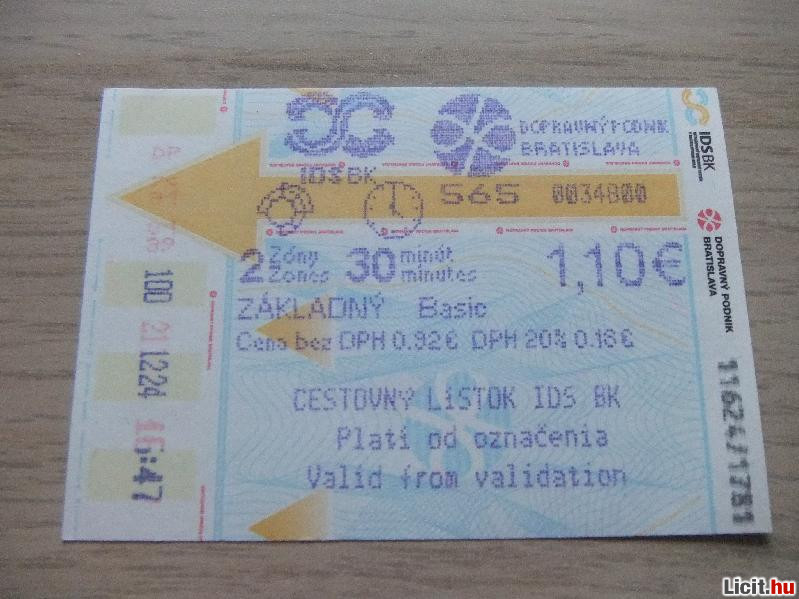 DOPRAVNÝ PODNIK
BRATISLAVA
IDS BK
565 0034800
2 Zóny 30 minút 1,10€
Zones minutes
ZÁKLADNÝ Basic
Cena bez DPH 0.92€ DPH 20% 0.18€
CESTOVNÝ LÍSTOK IDS BK
Platí od označenia
Valid from validation
IDS BK
DOPRAVNÝ PODNIK
BRATISLAVA
11624/1781
100 21 1224 16:47
Licit.hu